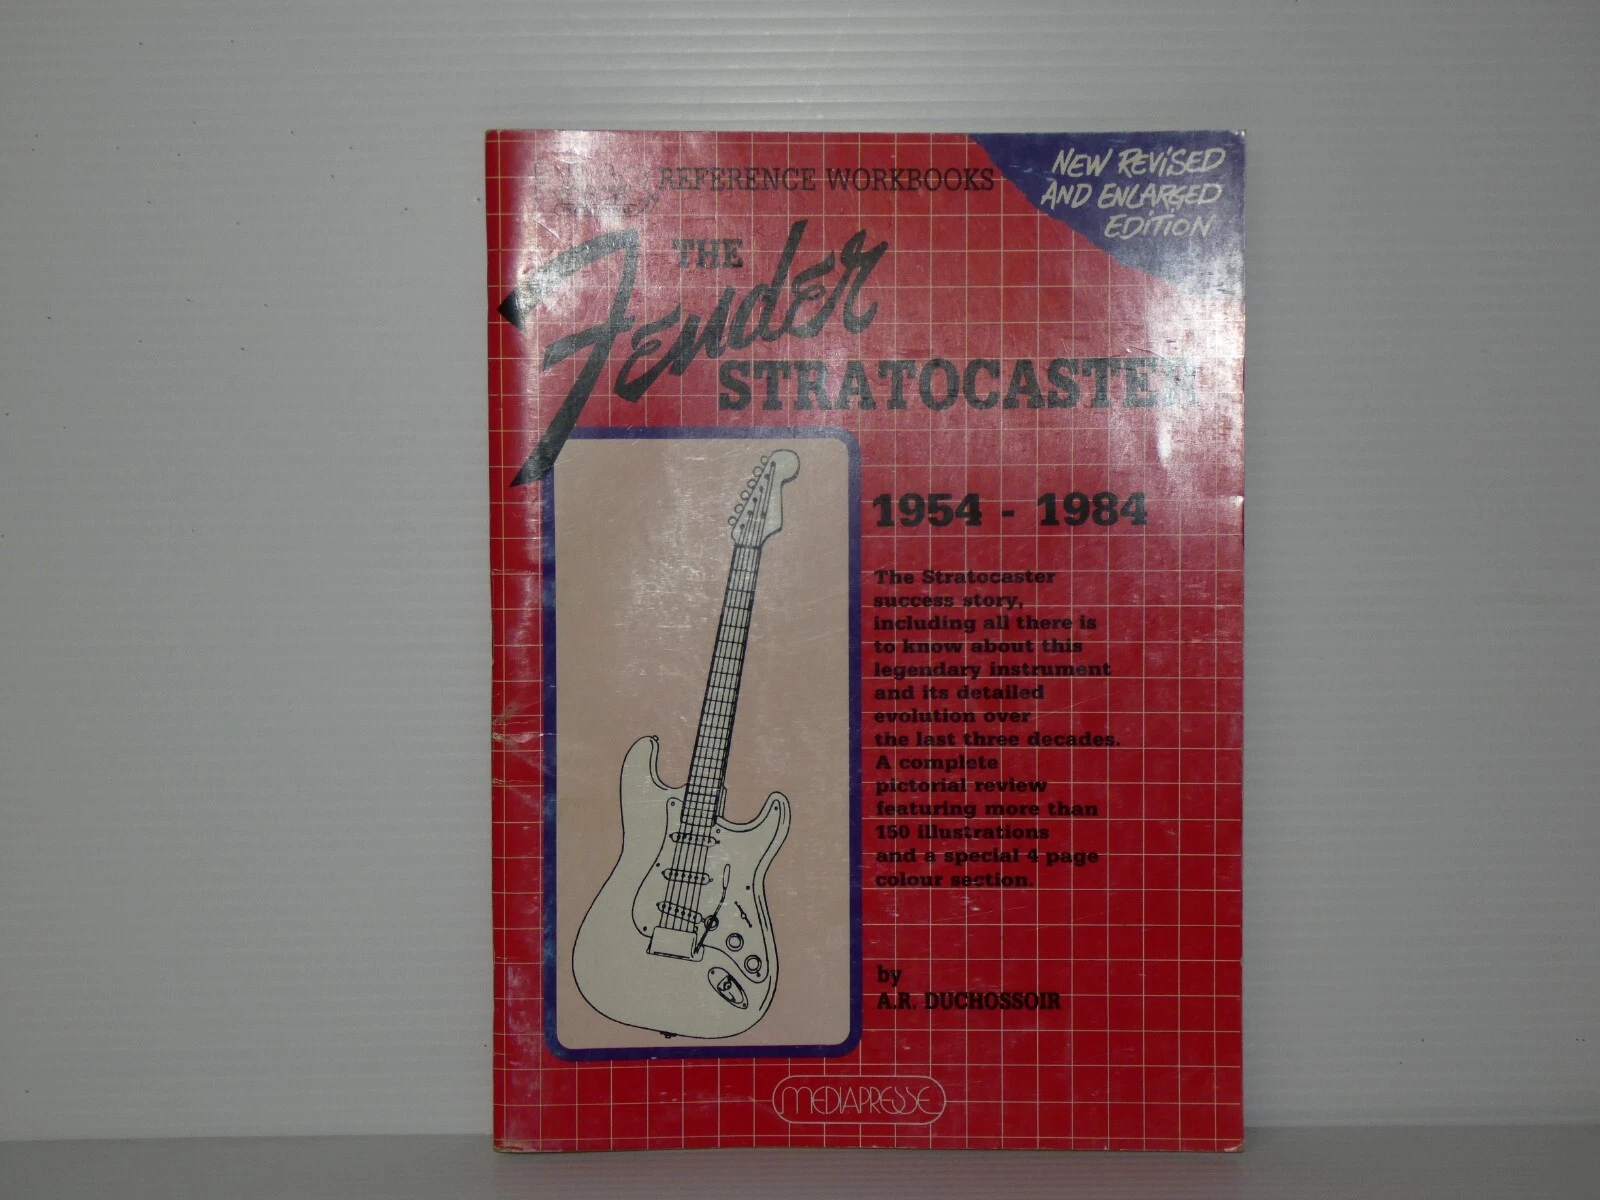 REFERENCE WORKBOOKS
NEW REVISED
AND ENLARGED
EDITION
THE
Fender
STRATOCASTER
1954 - 1984
The Stratocaster
success story,
including all there is
to know about this
legendary instrument
and its detailed
evolution over
the last three decades.
A complete
pictorial review
featuring more than
150 illustrations
and a special 4 page
colour section.
by
A.R. DUCHOSSOIR
MEDIAPRESSE